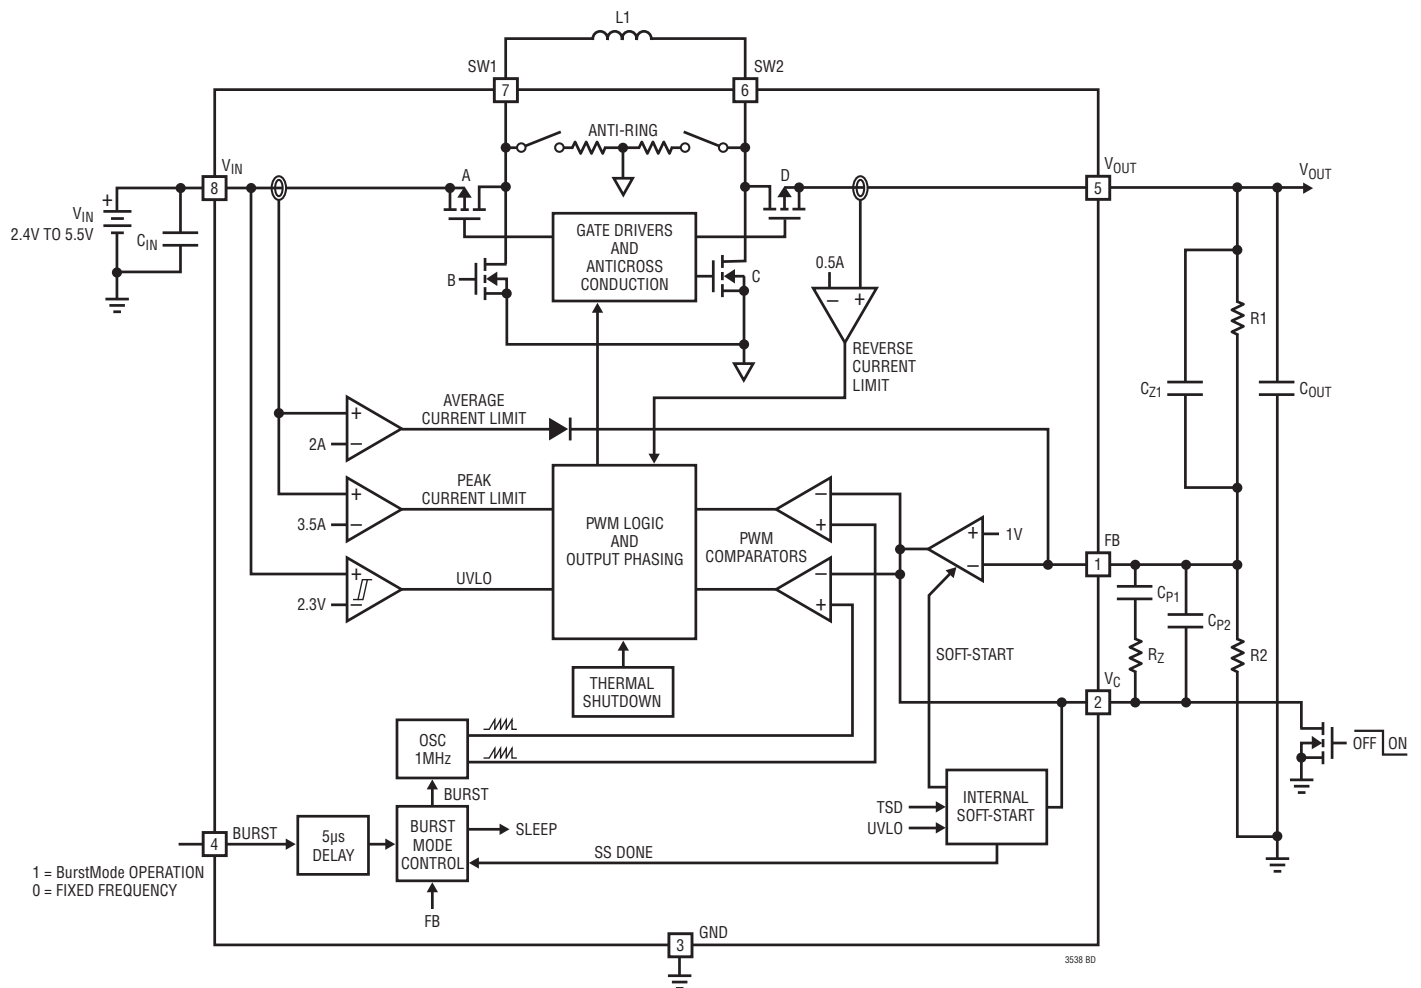 L1
SW1
SW2
7
6
ANTI-RING
VIN
8
A
D
VOUT
5
VOUT
+
VIN
2.4V TO 5.5V
CIN
GATE DRIVERS
AND
ANTICROSS
CONDUCTION
B
C
0.5A
– +
REVERSE
CURRENT
LIMIT
R1
CZ1
COUT
AVERAGE
CURRENT LIMIT
+
2A –
PEAK
CURRENT LIMIT
+
3.5A –
PWM LOGIC
AND
OUTPUT PHASING
PWM
COMPARATORS
–
+
–
+
+ 1V
–
FB
1
UVLO
+
2.3V –
CP1
CP2
RZ
R2
SOFT-START
THERMAL
SHUTDOWN
VC
2
OSC
1MHz
OFF ON
BURST
INTERNAL
SOFT-START
TSD
UVLO
4
BURST
5µs
DELAY
BURST
MODE
CONTROL
SLEEP
SS DONE
1 = BurstMode OPERATION
0 = FIXED FREQUENCY
FB
3
GND
3538 BD